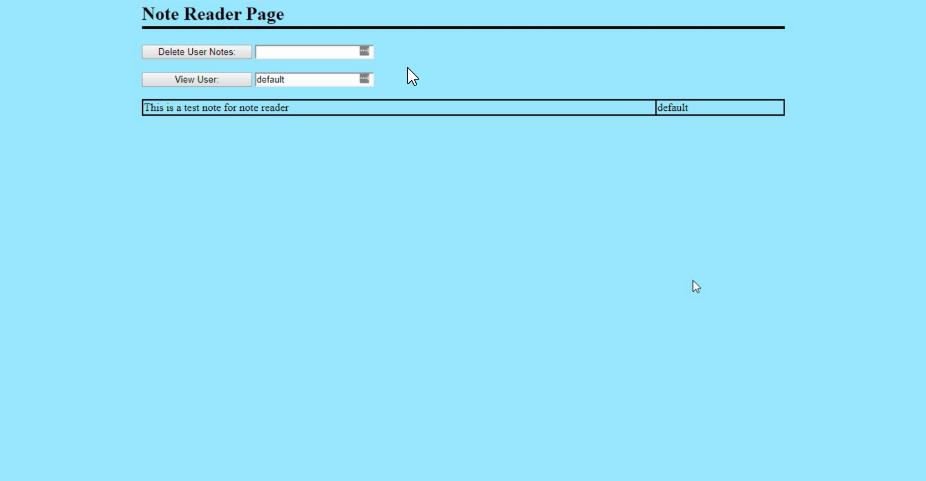 Note Reader Page
Delete User Notes:
View User: default
This is a test note for note reader default